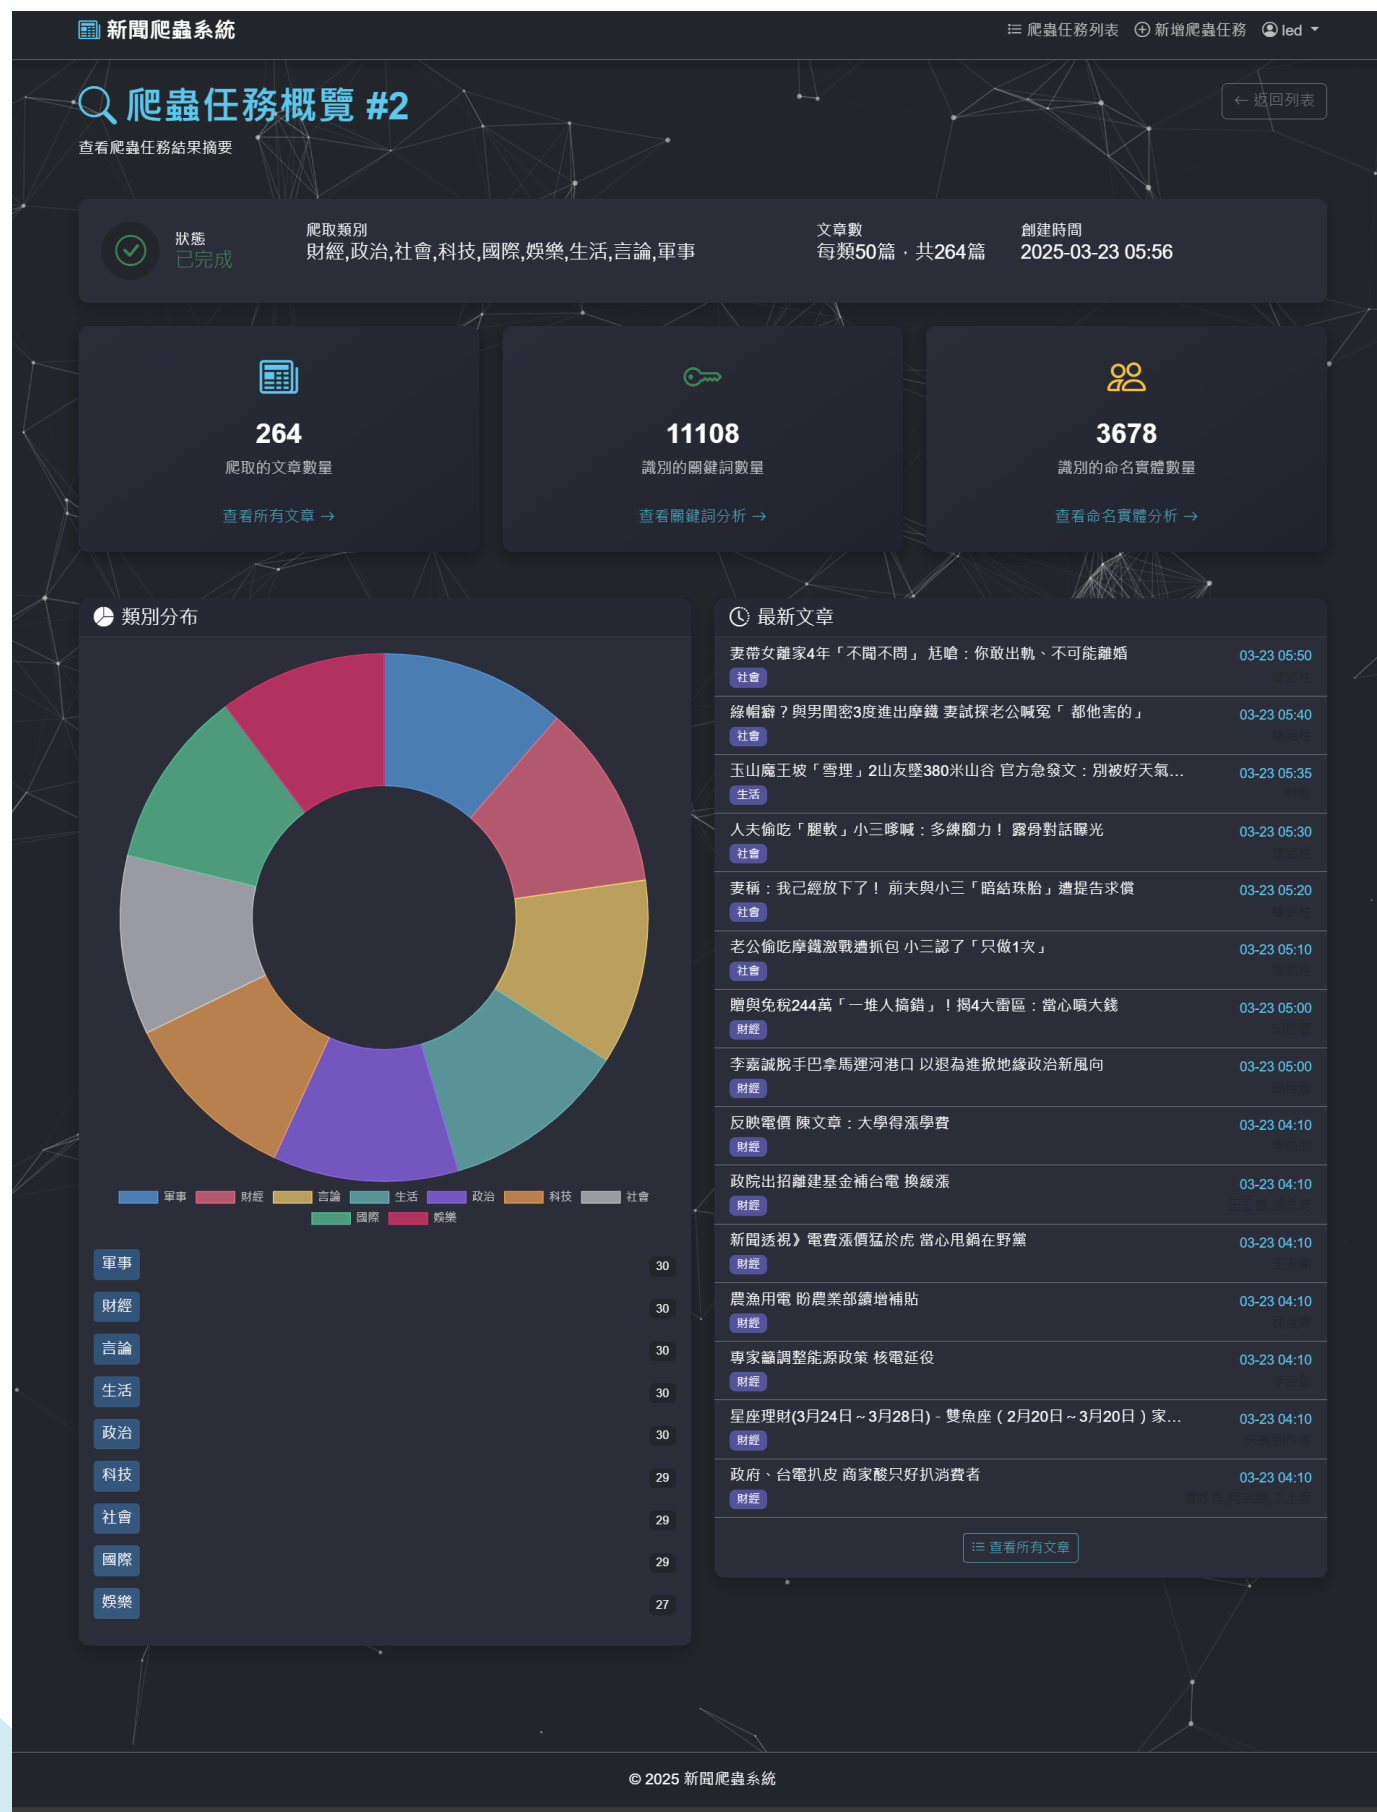 新聞爬蟲系統
爬蟲任務列表 新增爬蟲任務 led
爬蟲任務概覽 #2
返回列表
查看爬蟲任務結果摘要
狀態
已完成
爬取類別
財經,政治,社會,科技,國際,娛樂,生活,言論,軍事
文章數
每類50篇 · 共264篇
創建時間
2025-03-23 05:56
264
爬取的文章數量
查看所有文章 →
11108
識別的關鍵詞數量
查看關鍵詞分析 →
3678
識別的命名實體數量
查看命名實體分析 →
類別分布
軍事 財經 言論 生活 政治 科技 社會
國際 娛樂
軍事 30
財經 30
言論 30
生活 30
政治 30
科技 29
社會 29
國際 29
娛樂 27
最新文章
妻帶女離家4年「不聞不問」 尪嗆：你敢出軌、不可能離婚 03-23 05:50
社會
綠帽癖？與男閨密3度進出摩鐵 妻試探老公喊冤「 都他害的」 03-23 05:40
社會
玉山魔王坡「雪埋」2山友墜380米山谷 官方急發文：別被好天氣... 03-23 05:35
生活
人夫偷吃「腿軟」小三嗲喊：多練腳力！ 露骨對話曝光 03-23 05:30
社會
妻稱：我己經放下了！ 前夫與小三「暗結珠胎」遭提告求償 03-23 05:20
社會
老公偷吃摩鐵激戰遭抓包 小三認了「只做1次」 03-23 05:10
社會
贈與免稅244萬「一堆人搞錯」！揭4大雷區：當心噴大錢 03-23 05:00
財經
李嘉誠脫手巴拿馬運河港口 以退為進掀地緣政治新風向 03-23 05:00
財經
反映電價 陳文章：大學得漲學費 03-23 04:10
財經
政院出招離建基金補台電 換緩漲 03-23 04:10
財經
新聞透視》電費漲價猛於虎 當心甩鍋在野黨 03-23 04:10
財經
農漁用電 盼農業部續增補貼 03-23 04:10
財經
專家籲調整能源政策 核電延役 03-23 04:10
財經
星座理財(3月24日～3月28日)－雙魚座（2月20日～3月20日）家... 03-23 04:10
財經
政府、台電扒皮 商家酸只好扒消費者 03-23 04:10
財經
查看所有文章
© 2025 新聞爬蟲系統